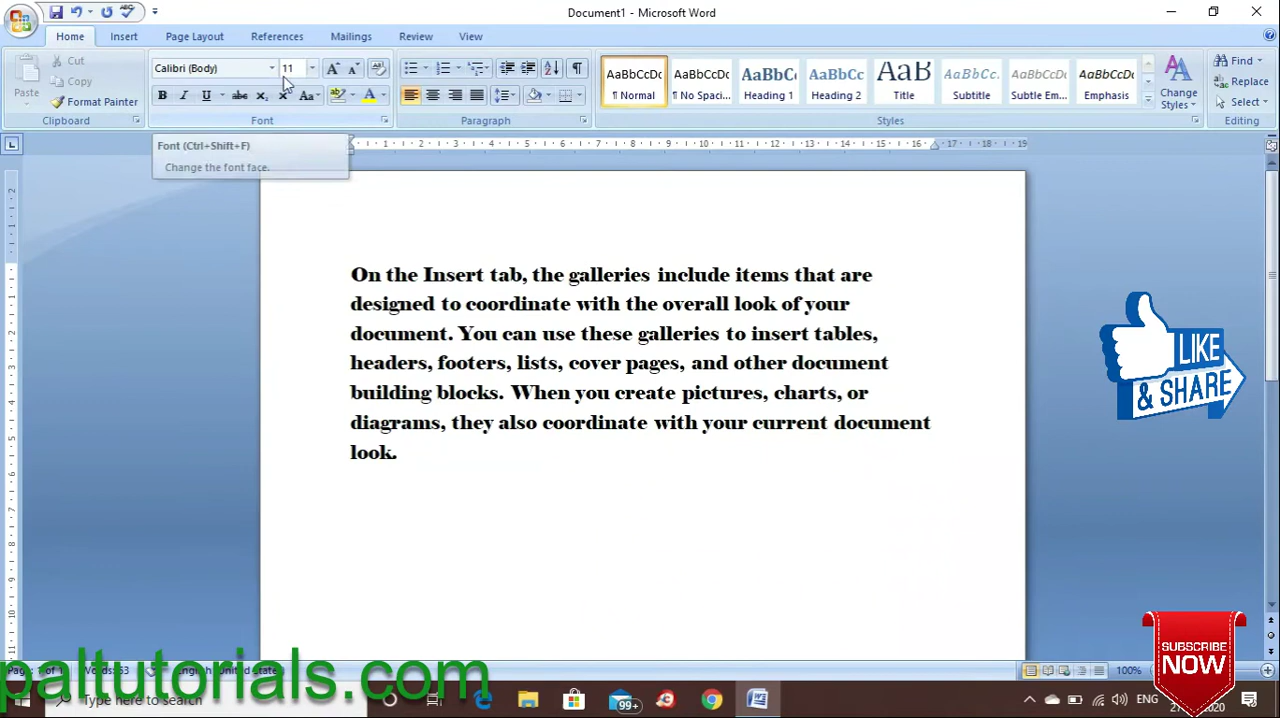 Document1 - Microsoft Word
Home Insert Page Layout References Mailings Review View
Paste
Cut
Copy
Format Painter
Clipboard
Calibri (Body) 11
Font
Paragraph
AaBbCcDc AaBbCcDc AaBbCc AaBbCc AaB AaBbCc. AaBbCcDc AaBbCcDc
¶ Normal ¶ No Spaci... Heading 1 Heading 2 Title Subtitle Subtle Em... Emphasis
Change Styles
Styles
Find
Replace
Select
Editing
Font (Ctrl+Shift+F)
Change the font face.
On the Insert tab, the galleries include items that are
designed to coordinate with the overall look of your
document. You can use these galleries to insert tables,
headers, footers, lists, cover pages, and other document
building blocks. When you create pictures, charts, or
diagrams, they also coordinate with your current document
look.
LIKE
& SHARE
SUBSCRIBE
NOW
Page: 1 of 1
100%
paltutorials.com
Type here to search
99+
ENG